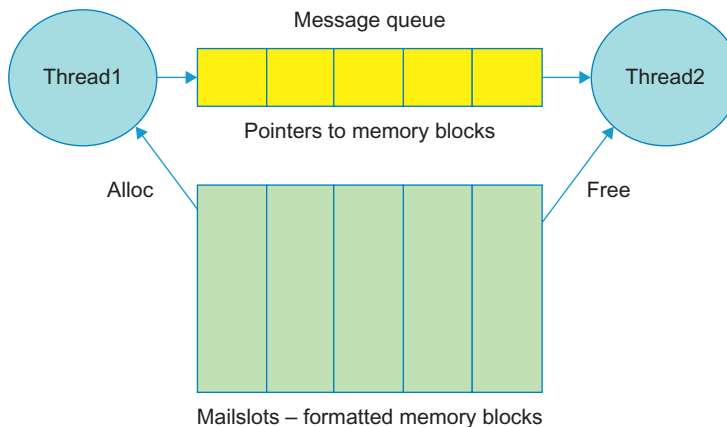 Message queue
Thread1
Thread2
Pointers to memory blocks
Alloc
Free
Mailslots – formatted memory blocks